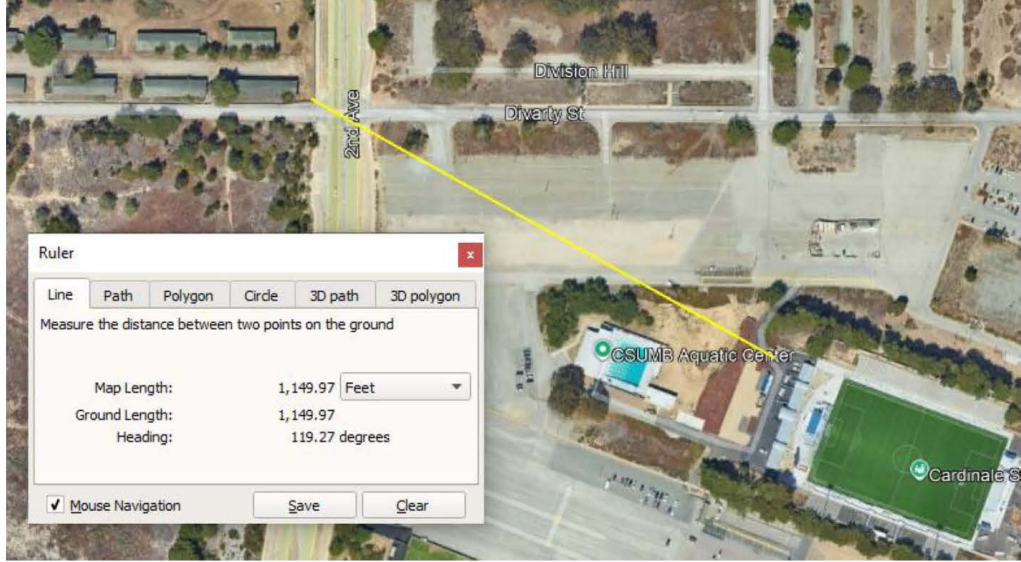 Division Hill
Divarty St
2nd Ave
Ruler
x
Line Path Polygon Circle 3D path 3D polygon
Measure the distance between two points on the ground
Map Length: 1,149.97 Feet
Ground Length: 1,149.97
Heading: 119.27 degrees
Mouse Navigation Save Clear
CSUMB Aquatic Center
Cardinale S